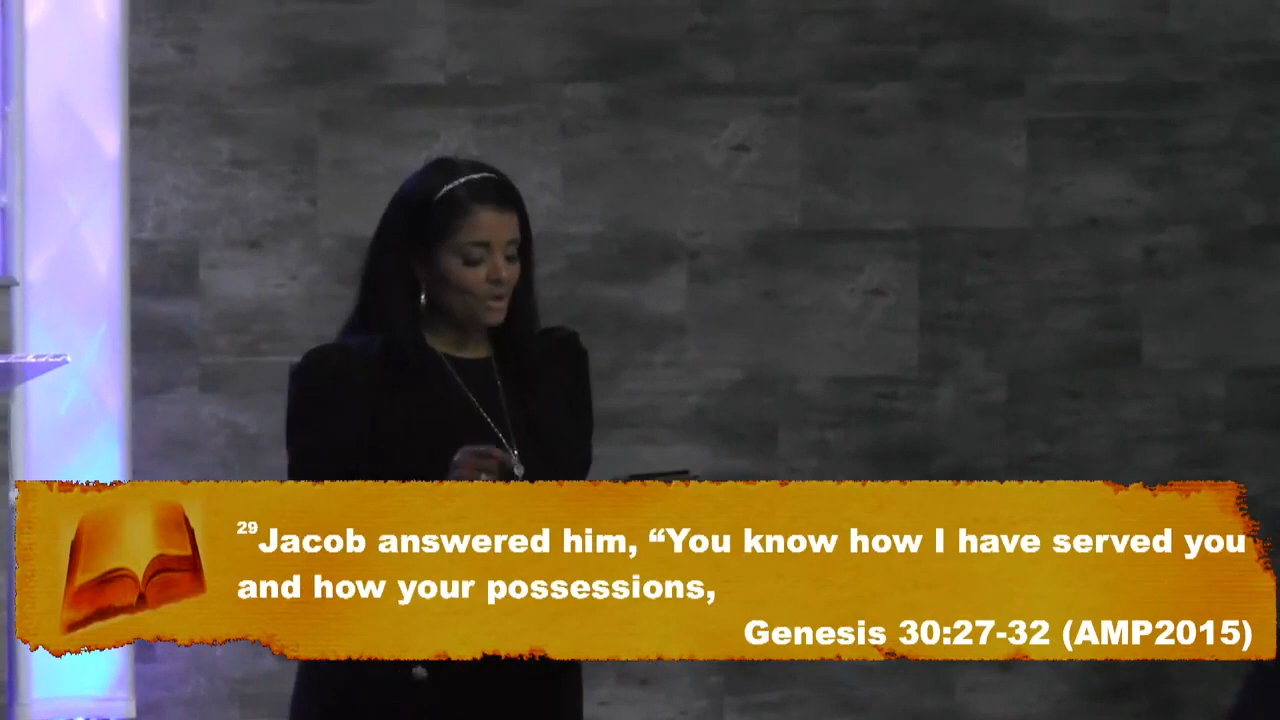 29Jacob answered him, “You know how I have served you
and how your possessions,
Genesis 30:27-32 (AMP2015)